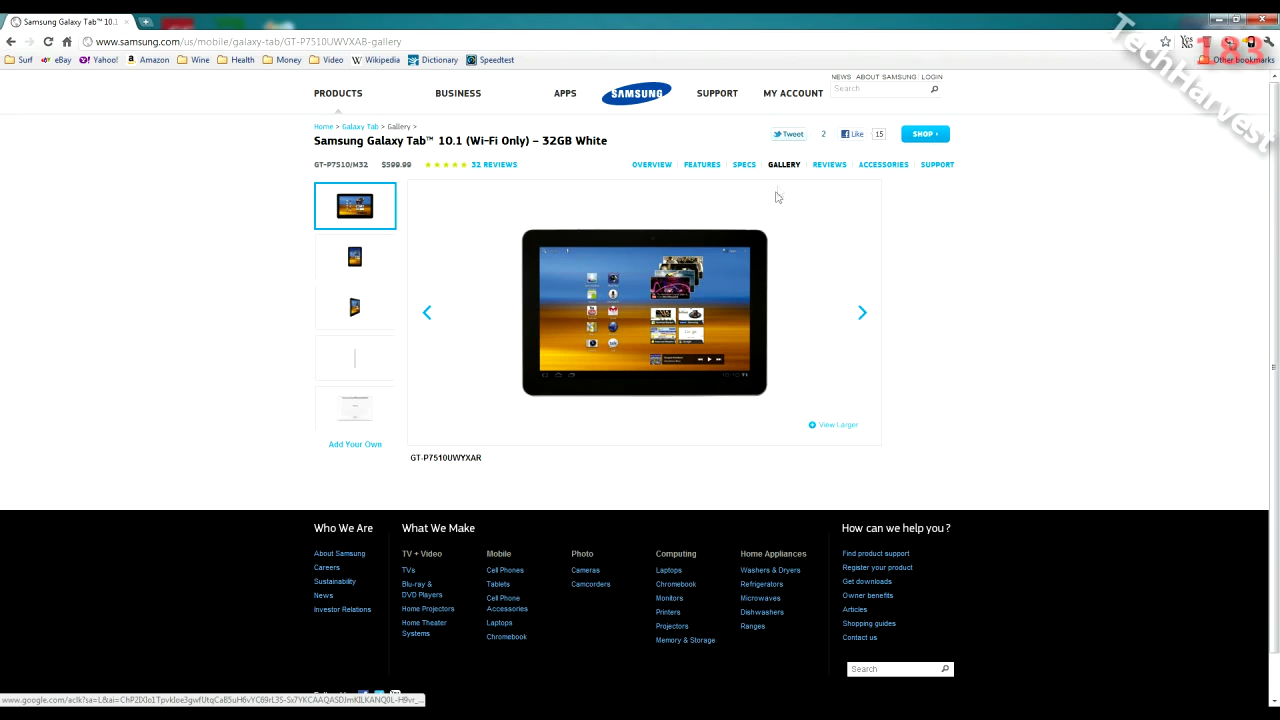 Samsung Galaxy Tab™ 10.1
www.samsung.com/us/mobile/galaxy-tab/GT-P7510UWVXAB-gallery
Surf eBay Yahoo! Amazon Wine Health Money Video Wikipedia Dictionary Speedtest Other bookmarks
TechHarvest
183
NEWS ABOUT SAMSUNG LOGIN
PRODUCTS BUSINESS APPS SAMSUNG SUPPORT MY ACCOUNT Search
Home > Galaxy Tab > Gallery >
Samsung Galaxy Tab™ 10.1 (Wi-Fi Only) – 32GB White
Tweet 2 Like 15 SHOP ›
GT-P7510/M32 $599.99 32 REVIEWS
OVERVIEW FEATURES SPECS GALLERY REVIEWS ACCESSORIES SUPPORT
View Larger
Add Your Own
GT-P7510UWYXAR
Who We Are
About Samsung
Careers
Sustainability
News
Investor Relations
What We Make
TV + Video
TVs
Blu-ray &
DVD Players
Home Projectors
Home Theater
Systems
Mobile
Cell Phones
Tablets
Cell Phone
Accessories
Laptops
Chromebook
Photo
Cameras
Camcorders
Computing
Laptops
Chromebook
Monitors
Printers
Projectors
Memory & Storage
Home Appliances
Washers & Dryers
Refrigerators
Microwaves
Dishwashers
Ranges
How can we help you ?
Find product support
Register your product
Get downloads
Owner benefits
Articles
Shopping guides
Contact us
Search